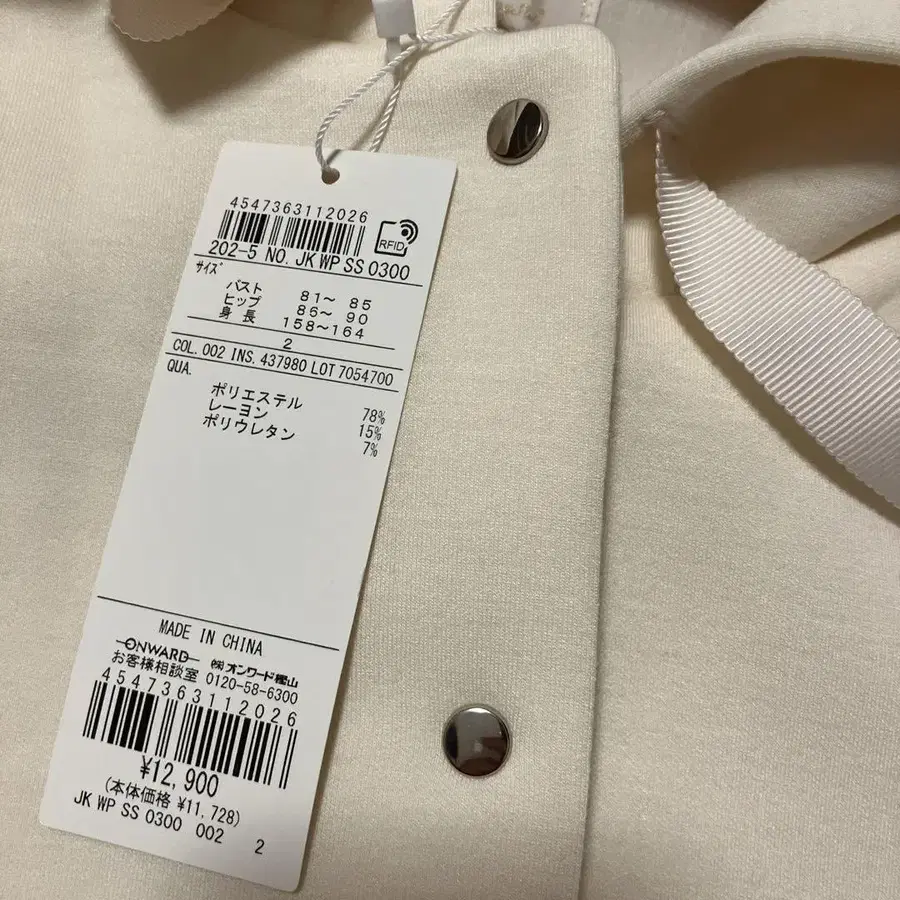 4547363112026
RFID
202-5 NO. JK WP SS 0300
ｻｲｽﾞ
バスト 81～ 85
ヒップ 86～ 90
身長 158～164
2
COL. 002 INS. 437980 LOT 7054700
QUA.
ポリエステル 78%
レーヨン 15%
ポリウレタン 7%
MADE IN CHINA
ONWARD ㈱オンワード樫山
お客様相談室 0120-58-6300
4547363112026
¥12,900
(本体価格 ¥11,728)
JK WP SS 0300 002 2